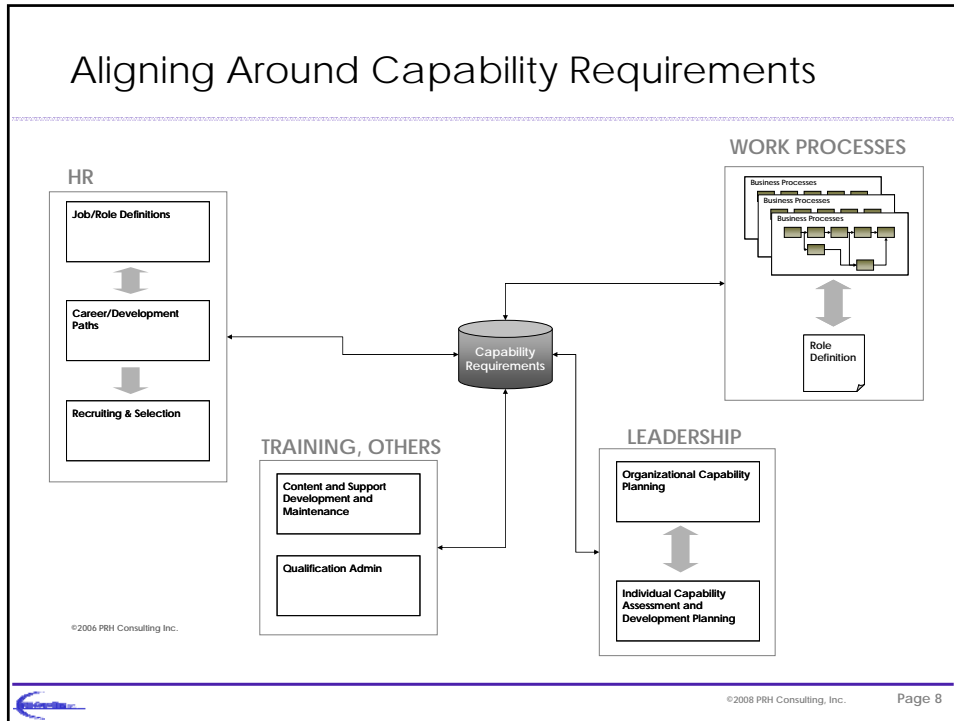 Aligning Around Capability Requirements
HR
Job/Role Definitions
Career/Development
Paths
Recruiting & Selection
TRAINING, OTHERS
Content and Support
Development and
Maintenance
Qualification Admin
Capability
Requirements
WORK PROCESSES
Business Processes
Business Processes
Business Processes
Role
Definition
LEADERSHIP
Organizational Capability
Planning
Individual Capability
Assessment and
Development Planning
©2006 PRH Consulting Inc.
©2008 PRH Consulting, Inc.
Page 8